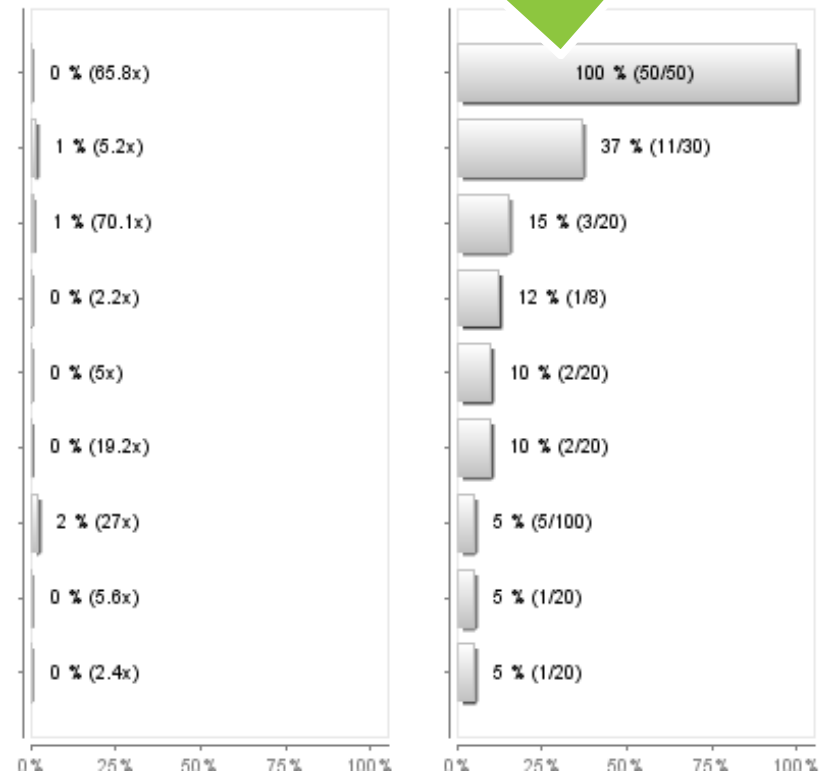 0 % (65.8x)
1 % (5.2x)
1 % (70.1x)
0 % (2.2x)
0 % (5x)
0 % (19.2x)
2 % (27x)
0 % (5.6x)
0 % (2.4x)
0% 25% 50% 75% 100%
100 % (50/50)
37 % (11/30)
15 % (3/20)
12 % (1/8)
10 % (2/20)
10 % (2/20)
5 % (5/100)
5 % (1/20)
5 % (1/20)
0% 25% 50% 75% 100%